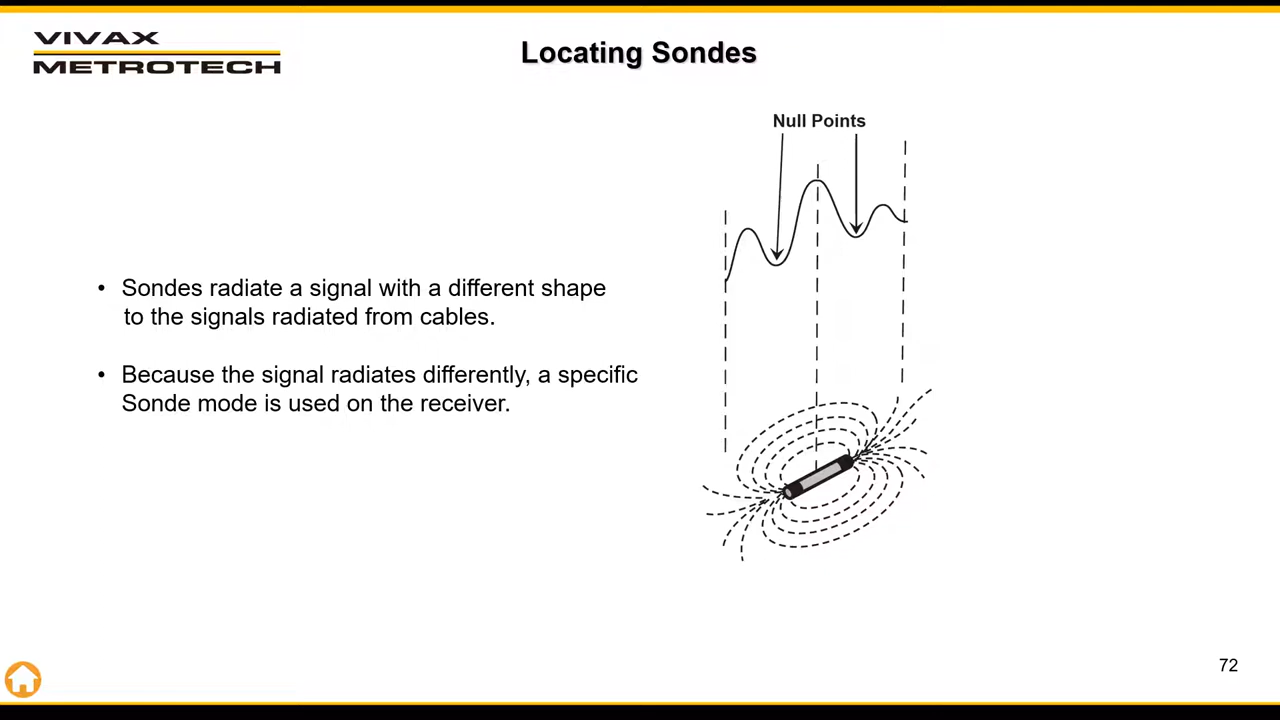 VIVAX
METROTECH
Locating Sondes
Null Points
• Sondes radiate a signal with a different shape
to the signals radiated from cables.
• Because the signal radiates differently, a specific
Sonde mode is used on the receiver.
72